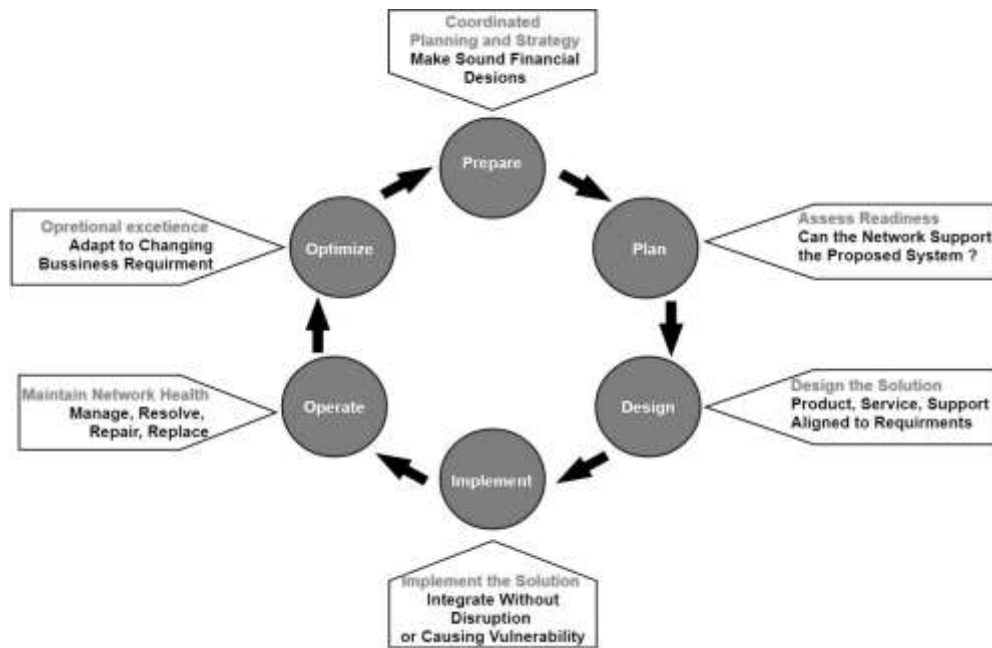 Coordinated
Planning and Strategy
Make Sound Financial
Desions
Prepare
Opretional excetience
Adapt to Changing
Bussiness Requirment
Optimize
Plan
Assess Readiness
Can the Network Support
the Proposed System ?
Maintain Network Health
Manage, Resolve,
Repair, Replace
Operate
Design
Design the Solution
Product, Service, Support
Aligned to Requirments
Implement
Implement the Solution
Integrate Without
Disruption
or Causing Vulnerability